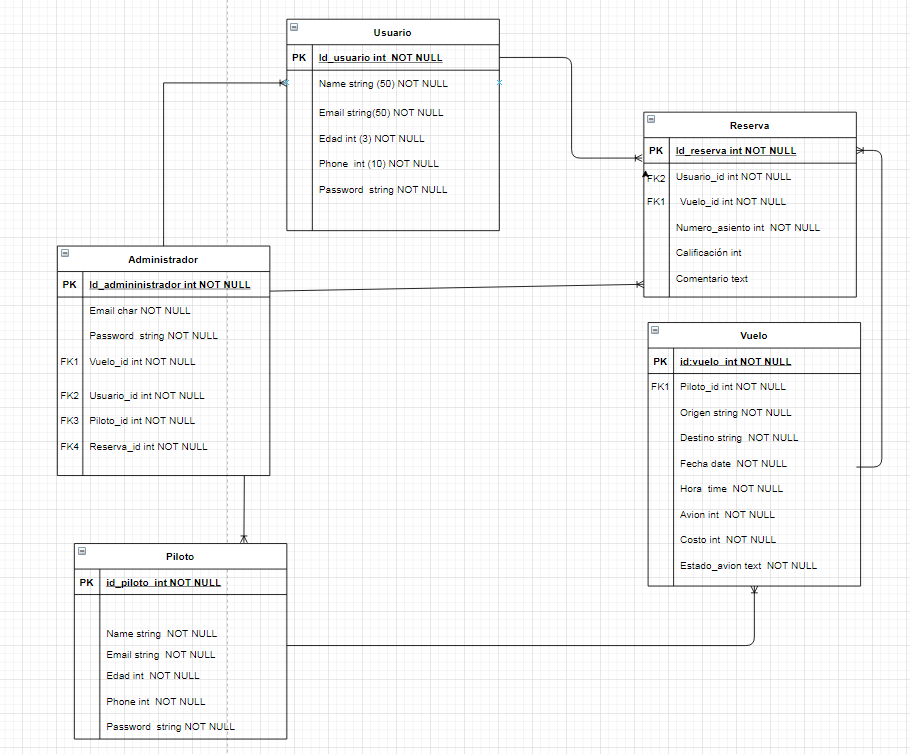 Usuario
PK Id_usuario int NOT NULL
Name string (50) NOT NULL
Email string(50) NOT NULL
Edad int (3) NOT NULL
Phone int (10) NOT NULL
Password string NOT NULL
Reserva
PK Id_reserva int NOT NULL
FK2 Usuario_id int NOT NULL
FK1 Vuelo_id int NOT NULL
Numero_asiento int NOT NULL
Calificación int
Comentario text
Administrador
PK Id_admininistrador int NOT NULL
Email char NOT NULL
Password string NOT NULL
FK1 Vuelo_id int NOT NULL
FK2 Usuario_id int NOT NULL
FK3 Piloto_id int NOT NULL
FK4 Reserva_id int NOT NULL
Vuelo
PK id:vuelo int NOT NULL
FK1 Piloto_id int NOT NULL
Origen string NOT NULL
Destino string NOT NULL
Fecha date NOT NULL
Hora time NOT NULL
Avion int NOT NULL
Costo int NOT NULL
Estado_avion text NOT NULL
Piloto
PK id_piloto int NOT NULL
Name string NOT NULL
Email string NOT NULL
Edad int NOT NULL
Phone int NOT NULL
Password string NOT NULL